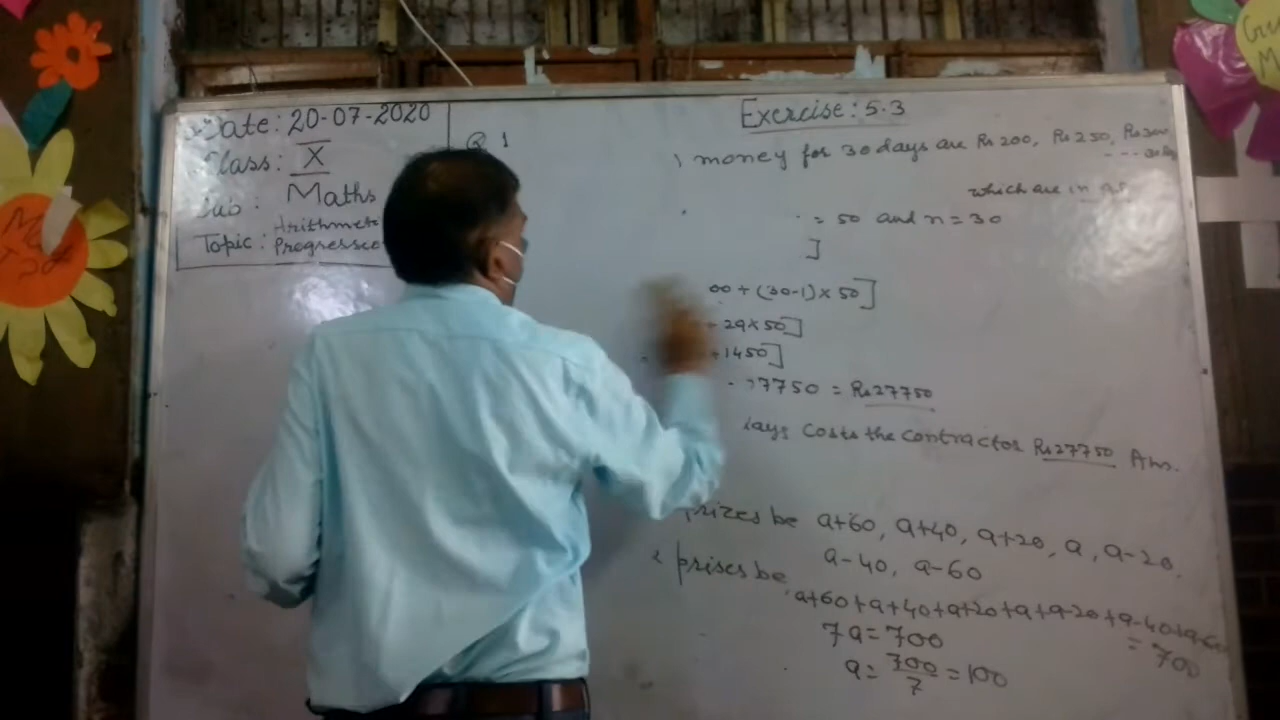 Date: 20-07-2020
Class: X
Sub: Maths
Topic: Arithmetic
Progression
Q 1
Exercise: 5.3
money for 30 days are Rs 200, Rs 250, Rs 300
which are in
= 50 and n = 30
]
00 + (30-1) × 50]
29×50]
+1450]
7750 = Rs 27750
days costs the contractor Rs 27750 Ans.
prizes be a+60, a+40, a+20, a, a-20,
a-40, a-60
prises be
a+60+a+40+a+20+a+a-20+a-40+a-60
= 700
7a = 700
a = 700/7 = 100